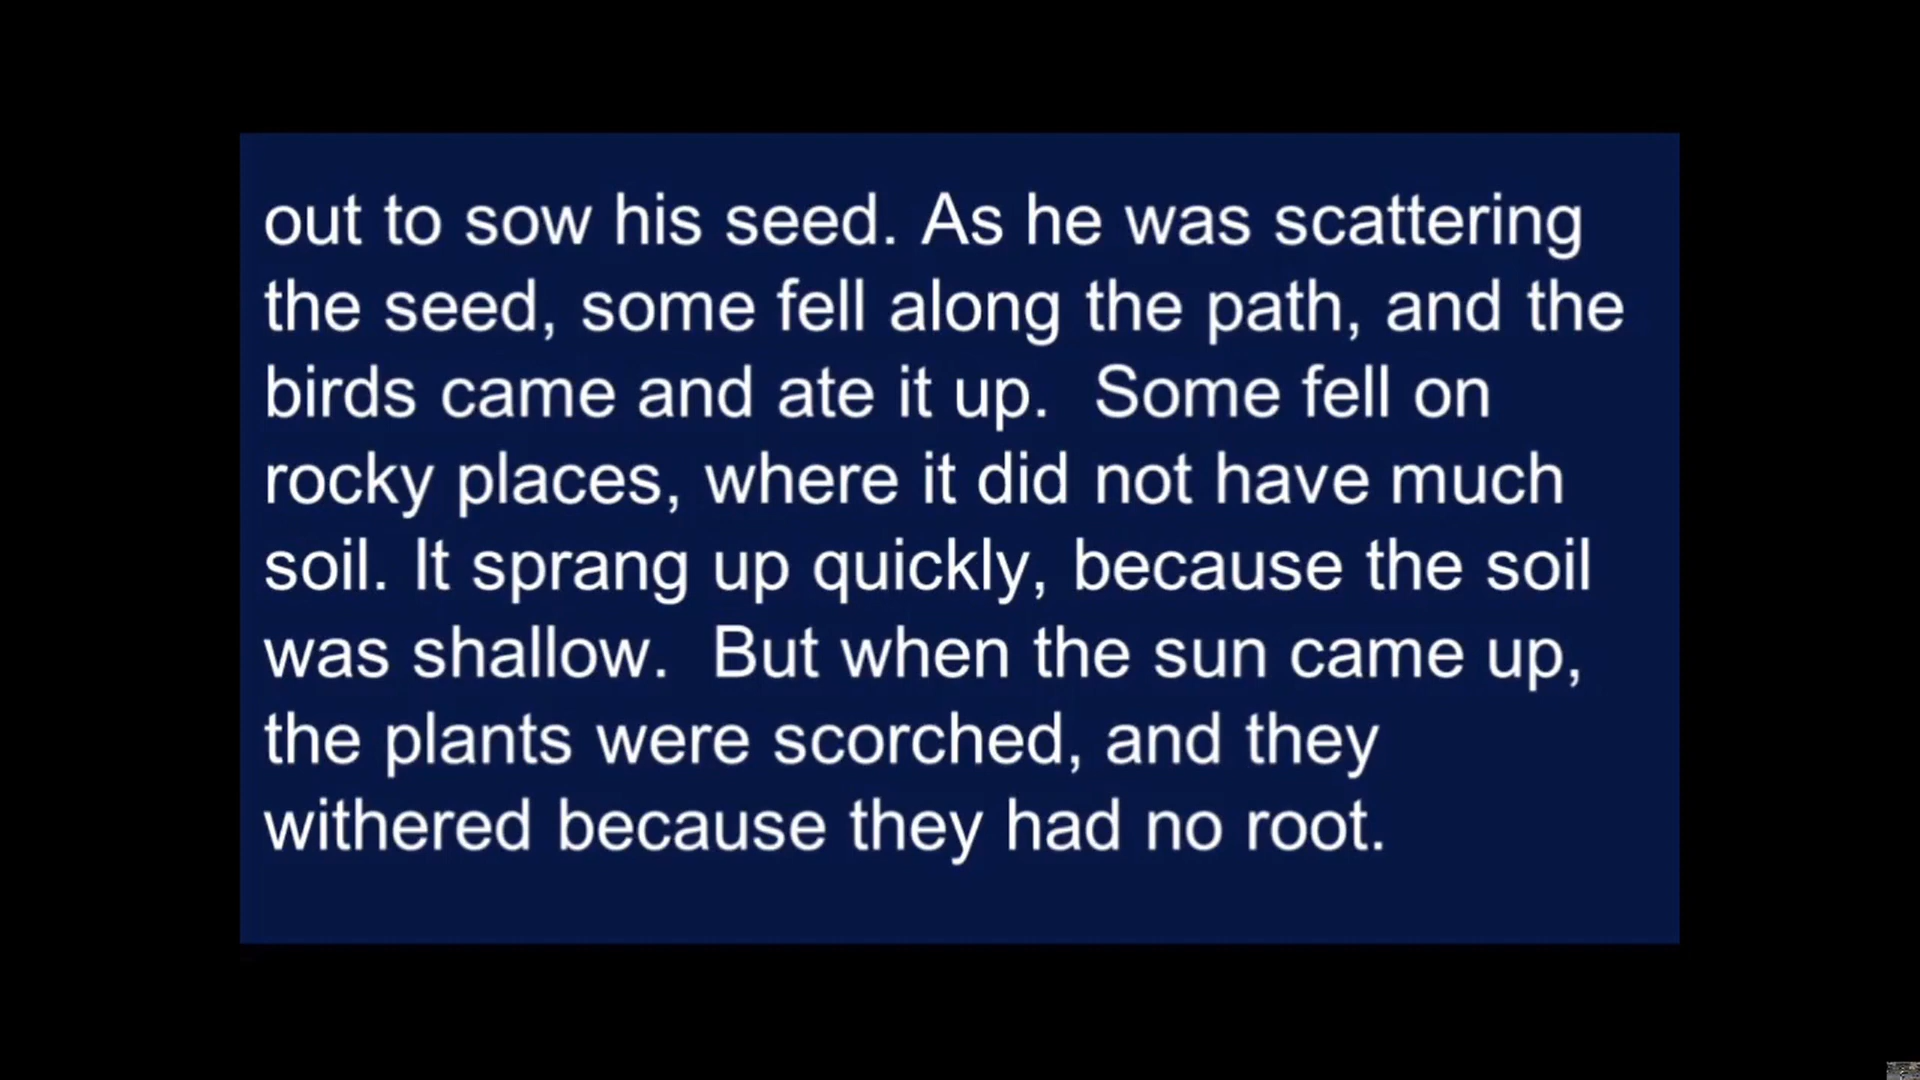 out to sow his seed. As he was scattering
the seed, some fell along the path, and the
birds came and ate it up.  Some fell on
rocky places, where it did not have much
soil. It sprang up quickly, because the soil
was shallow.  But when the sun came up,
the plants were scorched, and they
withered because they had no root.